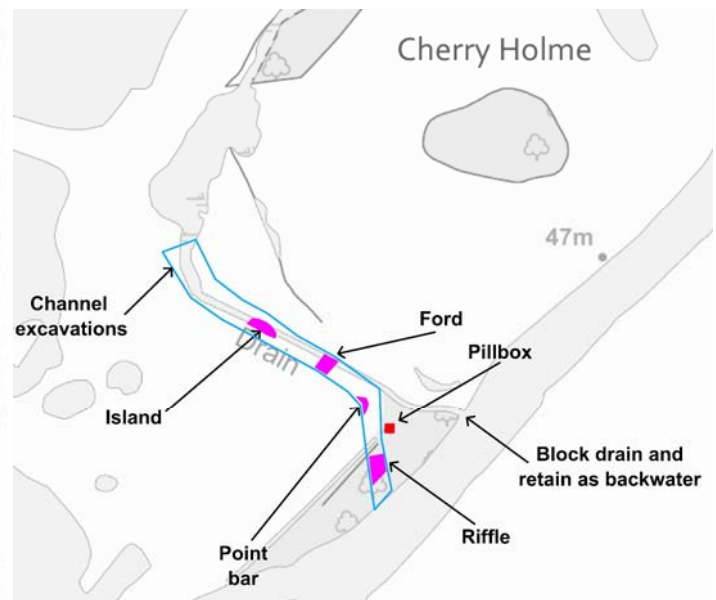 Cherry Holme
47m
Channel
excavations
Ford
Drain
Pillbox
Island
Block drain and
retain as backwater
Riffle
Point
bar